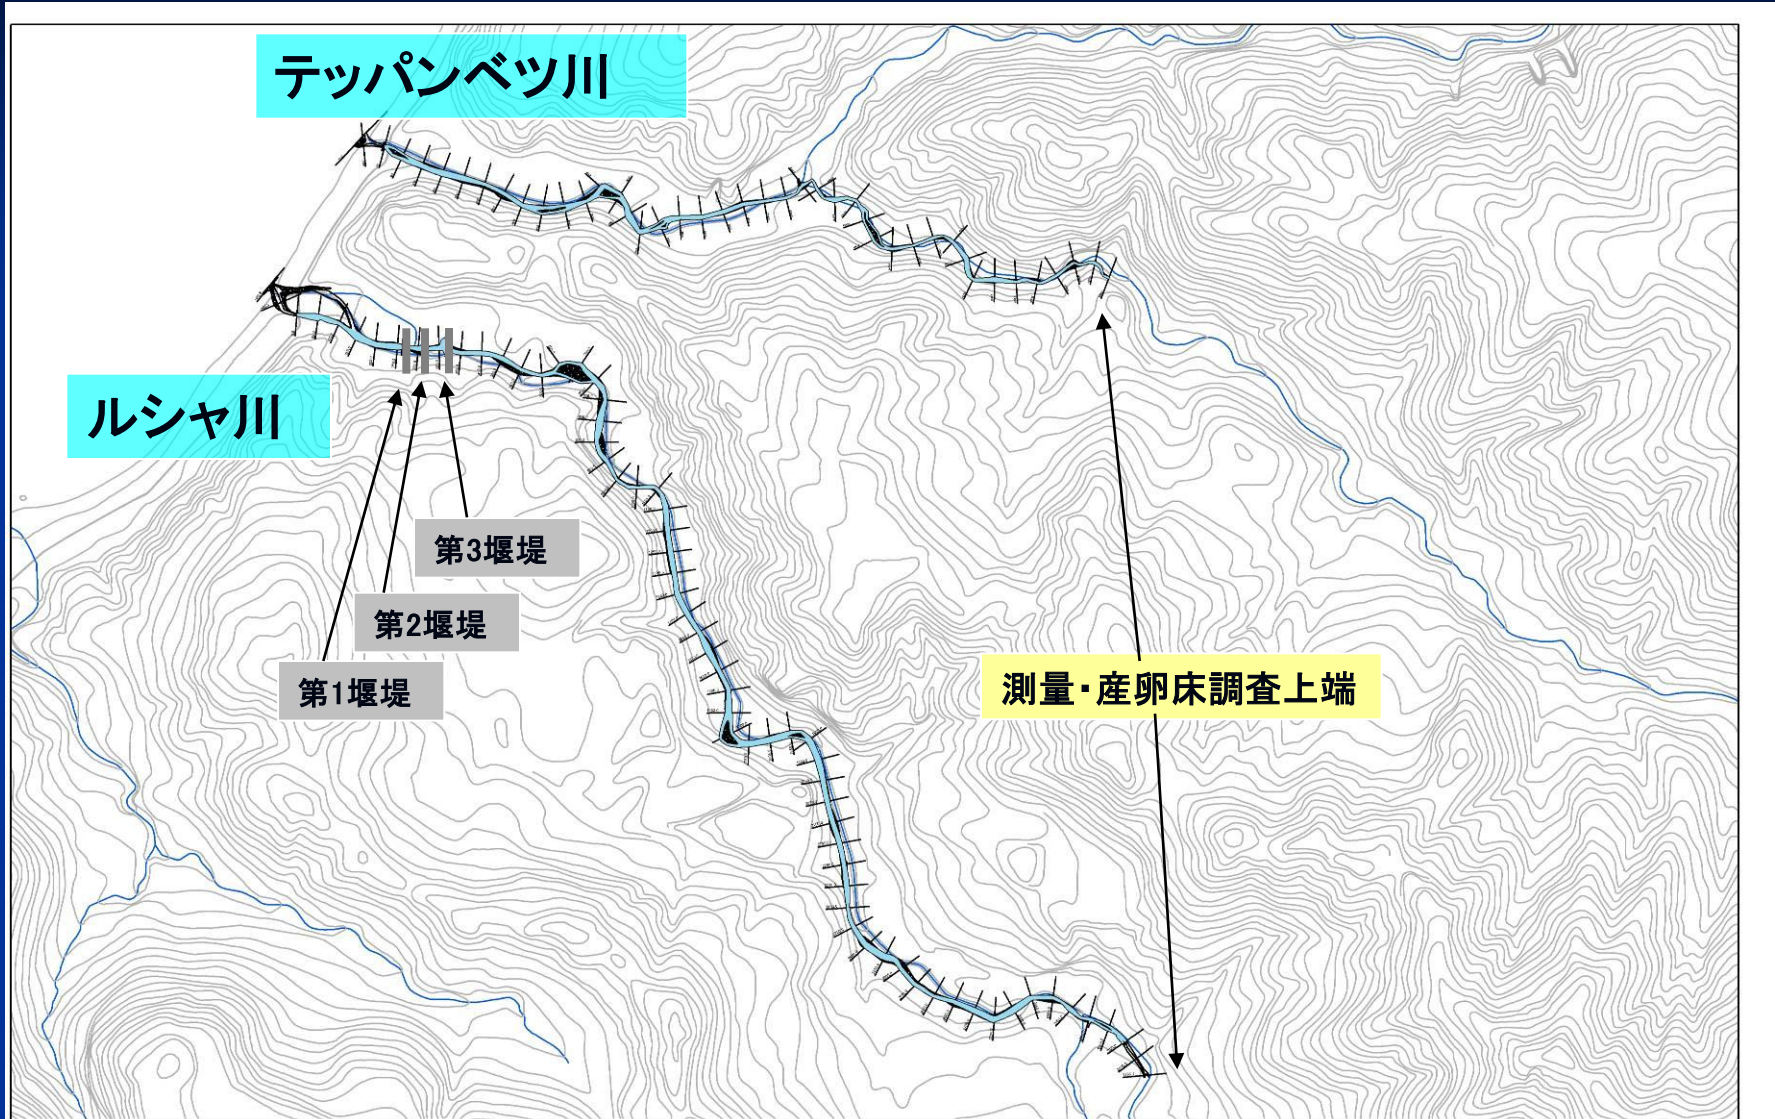 テッパンベツ川
ルシャ川
第3堰堤
第2堰堤
第1堰堤
測量・産卵床調査上端